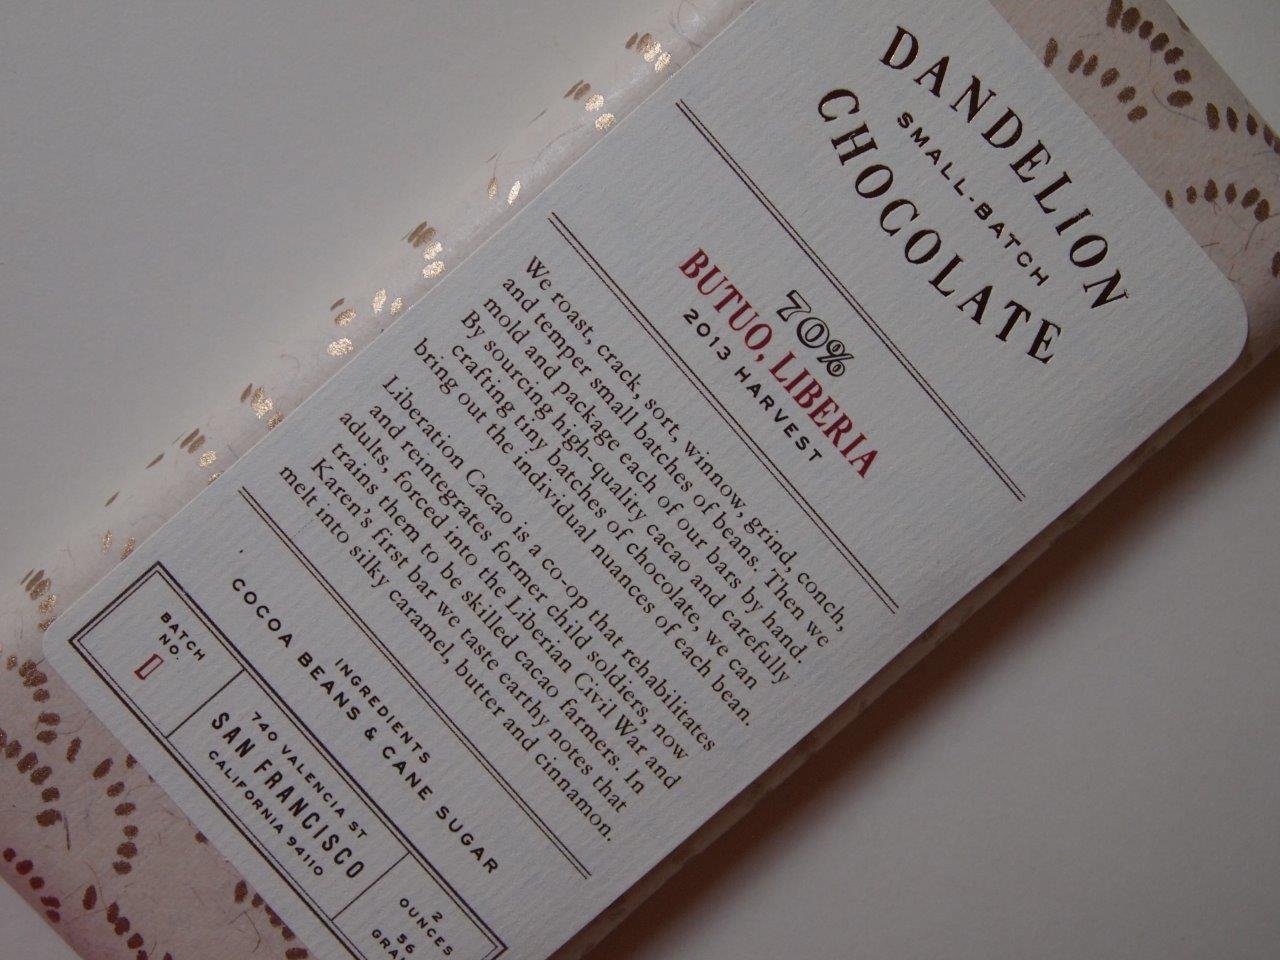 DANDELION
SMALL-BATCH
CHOCOLATE
70%
BUTUO, LIBERIA
2013 HARVEST
We roast, crack, sort, winnow, grind, conch,
and temper small batches of beans. Then we
mold and package each of our bars by hand.
By sourcing high-quality cacao and carefully
crafting tiny batches of chocolate, we can
bring out the individual nuances of each bean.
Liberation Cacao is a co-op that rehabilitates
and reintegrates former child soldiers, now
adults, forced into the Liberian Civil War and
trains them to be skilled cacao farmers. In
Karen's first bar we taste earthy notes that
melt into silky caramel, butter and cinnamon.
INGREDIENTS
COCOA BEANS & CANE SUGAR
BATCH
NO.
740 VALENCIA ST
SAN FRANCISCO
CALIFORNIA 94110
2
OUNCES
56